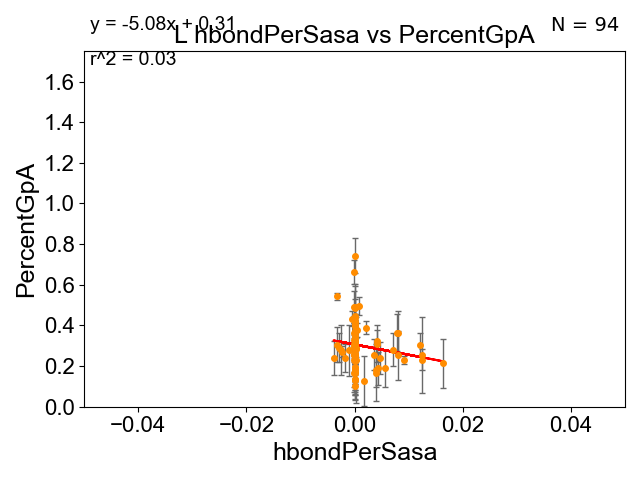 y = -5.08x + 0.31
N = 94
L hbondPerSasa vs PercentGpA
r^2 = 0.03
1.6
1.4
1.2
1.0
0.8
0.6
0.4
0.2
0.0
PercentGpA
−0.04
−0.02
0.00
0.02
0.04
hbondPerSasa